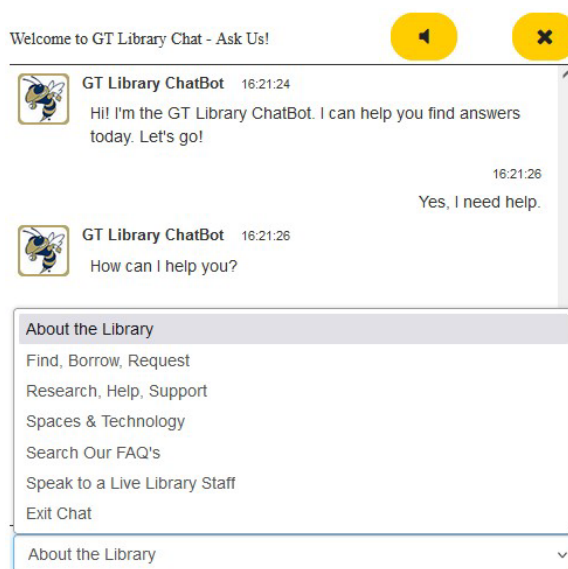 Welcome to GT Library Chat - Ask Us!
GT Library ChatBot 16:21:24
Hi! I'm the GT Library ChatBot. I can help you find answers
today. Let's go!
16:21:26
Yes, I need help.
GT Library ChatBot 16:21:26
How can I help you?
About the Library
Find, Borrow, Request
Research, Help, Support
Spaces & Technology
Search Our FAQ's
Speak to a Live Library Staff
Exit Chat
About the Library